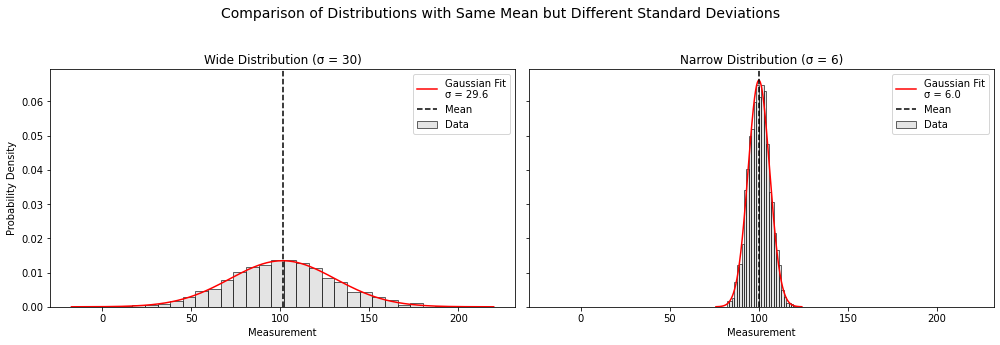 Comparison of Distributions with Same Mean but Different Standard Deviations
Wide Distribution (σ = 30)
Probability Density
0.06
0.05
0.04
0.03
0.02
0.01
0.00
Gaussian Fit
σ = 29.6
Mean
Data
0 50 100 150 200
Measurement
Narrow Distribution (σ = 6)
Gaussian Fit
σ = 6.0
Mean
Data
0 50 100 150 200
Measurement